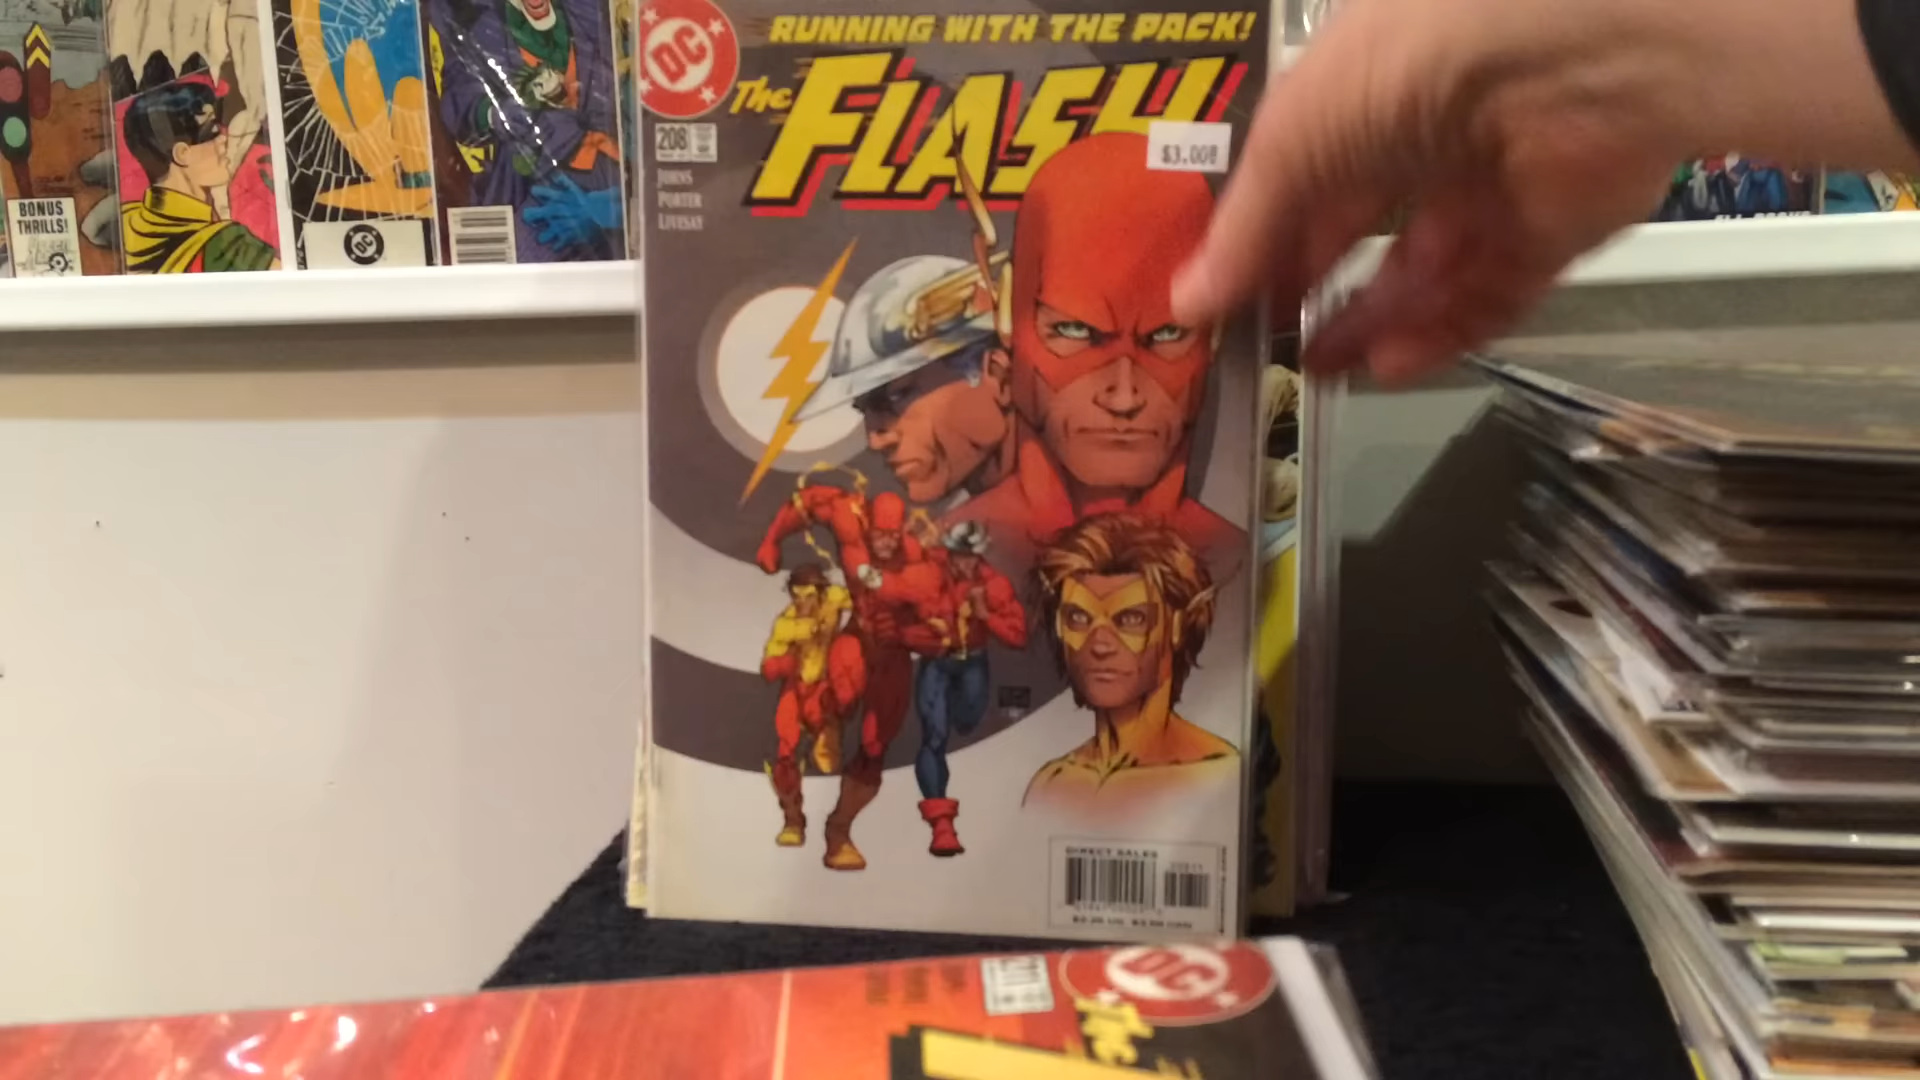 RUNNING WITH THE PACK!
DC
The FLASH
$3.00
208
JOHNS
PORTER
LIVESAY
BONUS
THRILLS!
DC
DIRECT SALES
DC
The